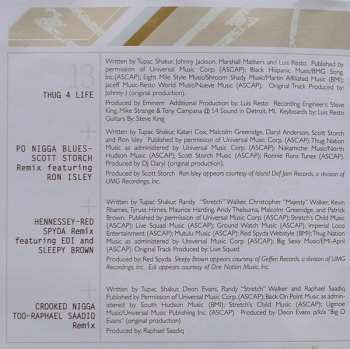 13
THUG 4 LIFE
Written by Tupac Shakur, Johnny Jackson, Marshall Mathers and Luis Resto. Published by
permission of Universal Music Corp. (ASCAP); Black Hispanic Music/BMG Song,
Inc.(ASCAP); Eight Mile Style Music/Shroom Shady Music/Martin Affiliated Music (BMI);
Jaceff Music-Resto World Music/Nueve Music (ASCAP). Original Track Produced by
Johnny J (original production).
Produced by Eminem Additional Production by: Luis Resto. Recording Engineers: Steve
King, Mike Strange & Tony Campana @ 54 Sound in Detroit, MI. Keyboards by: Luis Resto
Guitars By: Steve King
PO NIGGA BLUES-
SCOTT STORCH
Remix featuring
RON ISLEY
Written by:Tupac Shakur, Katari Cox, Malcolm Greenidge, Daryl Anderson, Scott Storch
and Ron Isley. Published by permission of Universal Music Corp. (ASCAP);Thug Nation
Music as administered by Universal Music Corp. (ASCAP); Nakamiche Music/North
Hudson Music (ASCAP); Scott Storch Music (ASCAP); Ronnie Runs Tunes (ASCAP).
Produced by DJ Daryl (original production).
Produced by Scott Storch Ron Isley appears courtesy of Island Def Jam Records, a division of
UMG Recordings, Inc.
HENNESSEY-RED
SPYDA Remix
featuring EDI and
SLEEPY BROWN
Written by:Tupac Shakur, Randy "Stretch" Walker, Christopher "Majesty" Walker, Kevin
Rhames, Tyruss Himes, Maurice Harding, Andy Thelusma, Malcolm Greenidge, and Patrick
Brown. Published by permission of Universal Music Corp. (ASCAP); Stretch's Child Music
(ASCAP); Live Squad Music (ASCAP); Ground Watch Music (ASCAP); Imperial Loco
Entertainment (ASCAP); Mutulu Music (ASCAP); Red Spyda Webstyle (BMI); Thug Nation
Music as administered by Universal Music Corp. (ASCAP); Big Sexy Music/EMI-April
(ASCAP). Original Track Produced by: Live Squad
Produced by: Red Spyda. Sleepy Brown appears courtesy of Geffen Records, a division of UMG
Recordings, Inc. Edi appears courtesy of One Nation Music, Inc.
CROOKED NIGGA
TOO-RAPHAEL SAADIQ
Remix
Written by:Tupac Shakur, Deon Evans, Randy "Stretch" Walker and Raphael Saadiq
Published by Permission of Universal Music Corp. (ASCAP); Back On Point Music as admin-
istered by South Hudson Music (BMI); Stretch's Child Music (ASCAP); Ugmoe
Music/Universal Music Publishing Inc. (ASCAP). Produced by Deon Evans p/k/a "Big D
Evans" (original production)
Produced by Raphael Saadiq